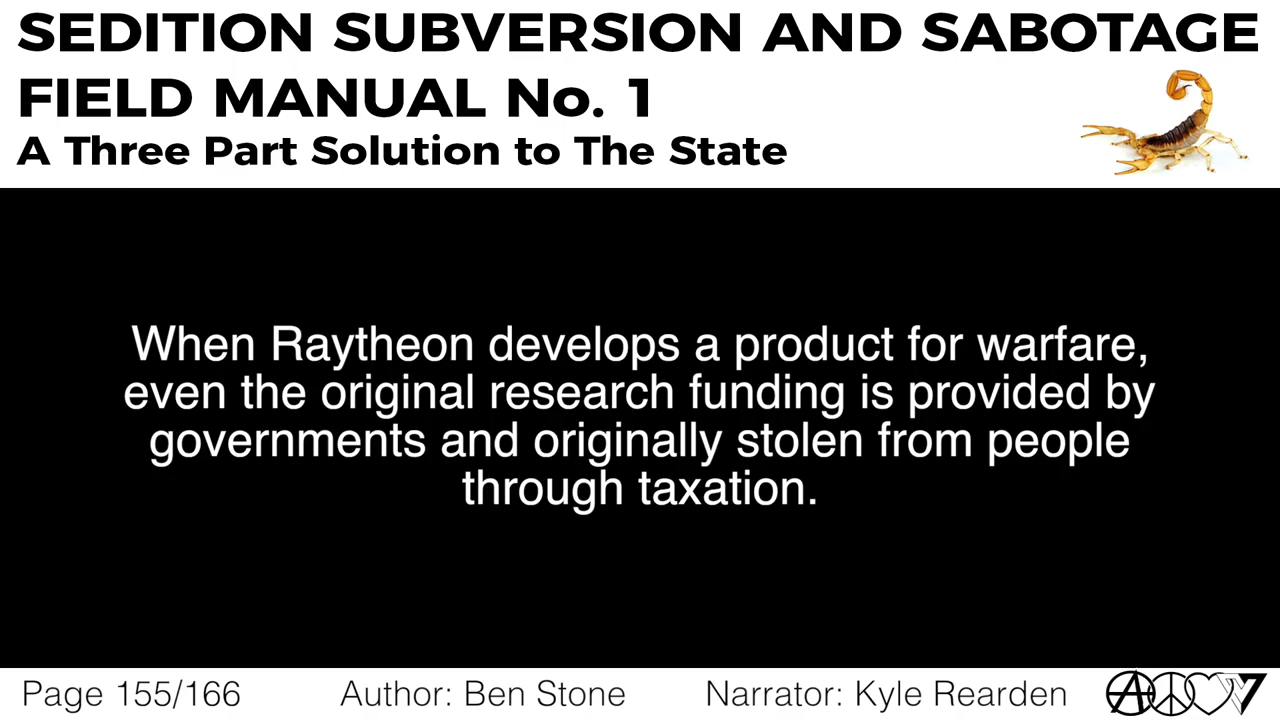 SEDITION SUBVERSION AND SABOTAGE
FIELD MANUAL No. 1
A Three Part Solution to The State
When Raytheon develops a product for warfare,
even the original research funding is provided by
governments and originally stolen from people
through taxation.
Page 155/166 Author: Ben Stone Narrator: Kyle Rearden